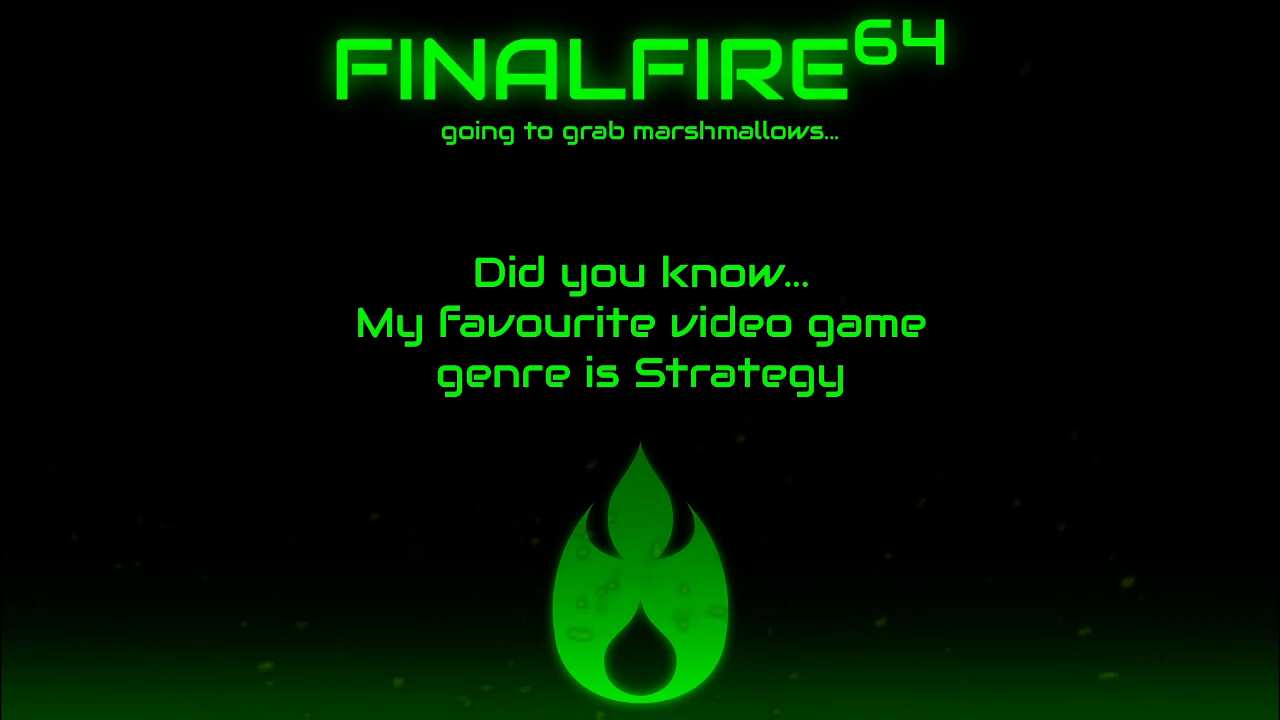 FINALFIRE64
going to grab marshmallows...
Did you know...
My favourite video game
genre is Strategy